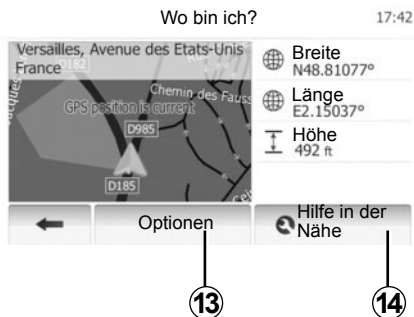 Wo bin ich?
17:42
Versailles, Avenue des Etats-Unis
France
D182
Chemin des Fauss
GPS position is current
D985
D185
Breite
N48.81077°
Länge
E2.15037°
Höhe
492 ft
Optionen
Hilfe in der
Nähe
13
14